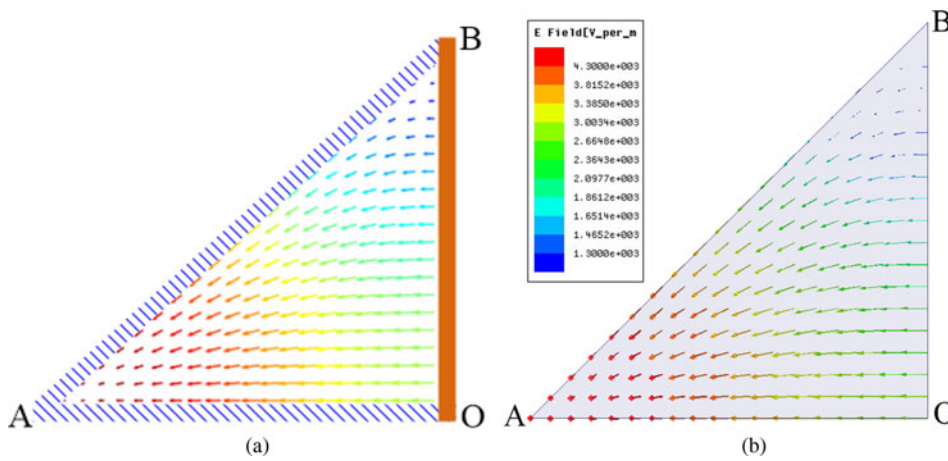 B
A
O
(a)
E Field[V_per_m
4.3000e+003
3.8152e+003
3.3850e+003
3.0034e+003
2.6648e+003
2.3643e+003
2.0977e+003
1.8612e+003
1.6514e+003
1.4652e+003
1.3000e+003
B
A
O
(b)